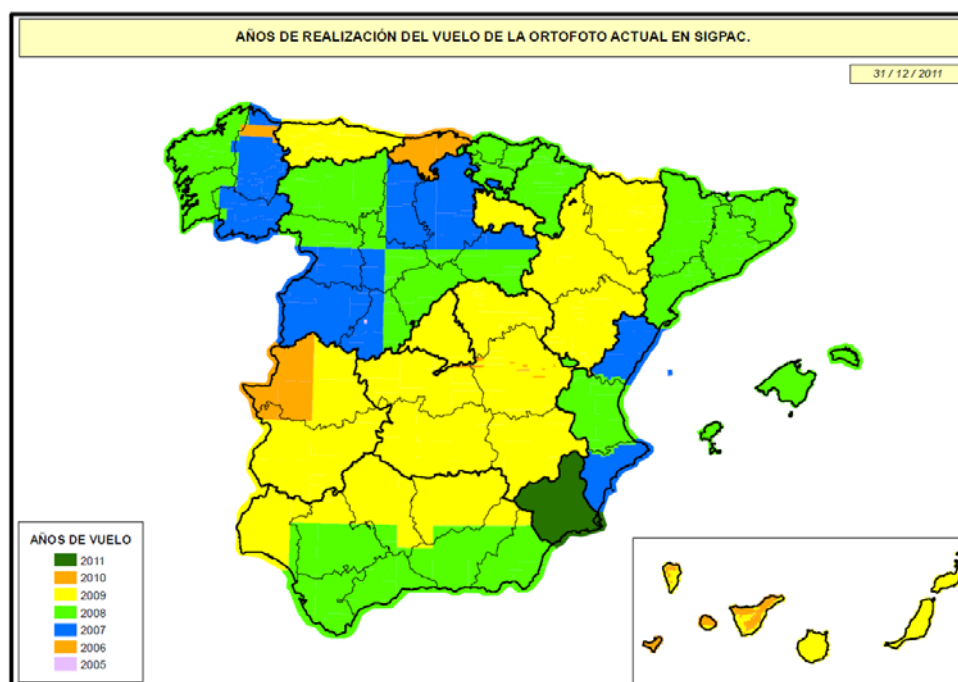 AÑOS DE REALIZACIÓN DEL VUELO DE LA ORTOFOTO ACTUAL EN SIGPAC.
31 / 12 / 2011
AÑOS DE VUELO
2011
2010
2009
2008
2007
2006
2005